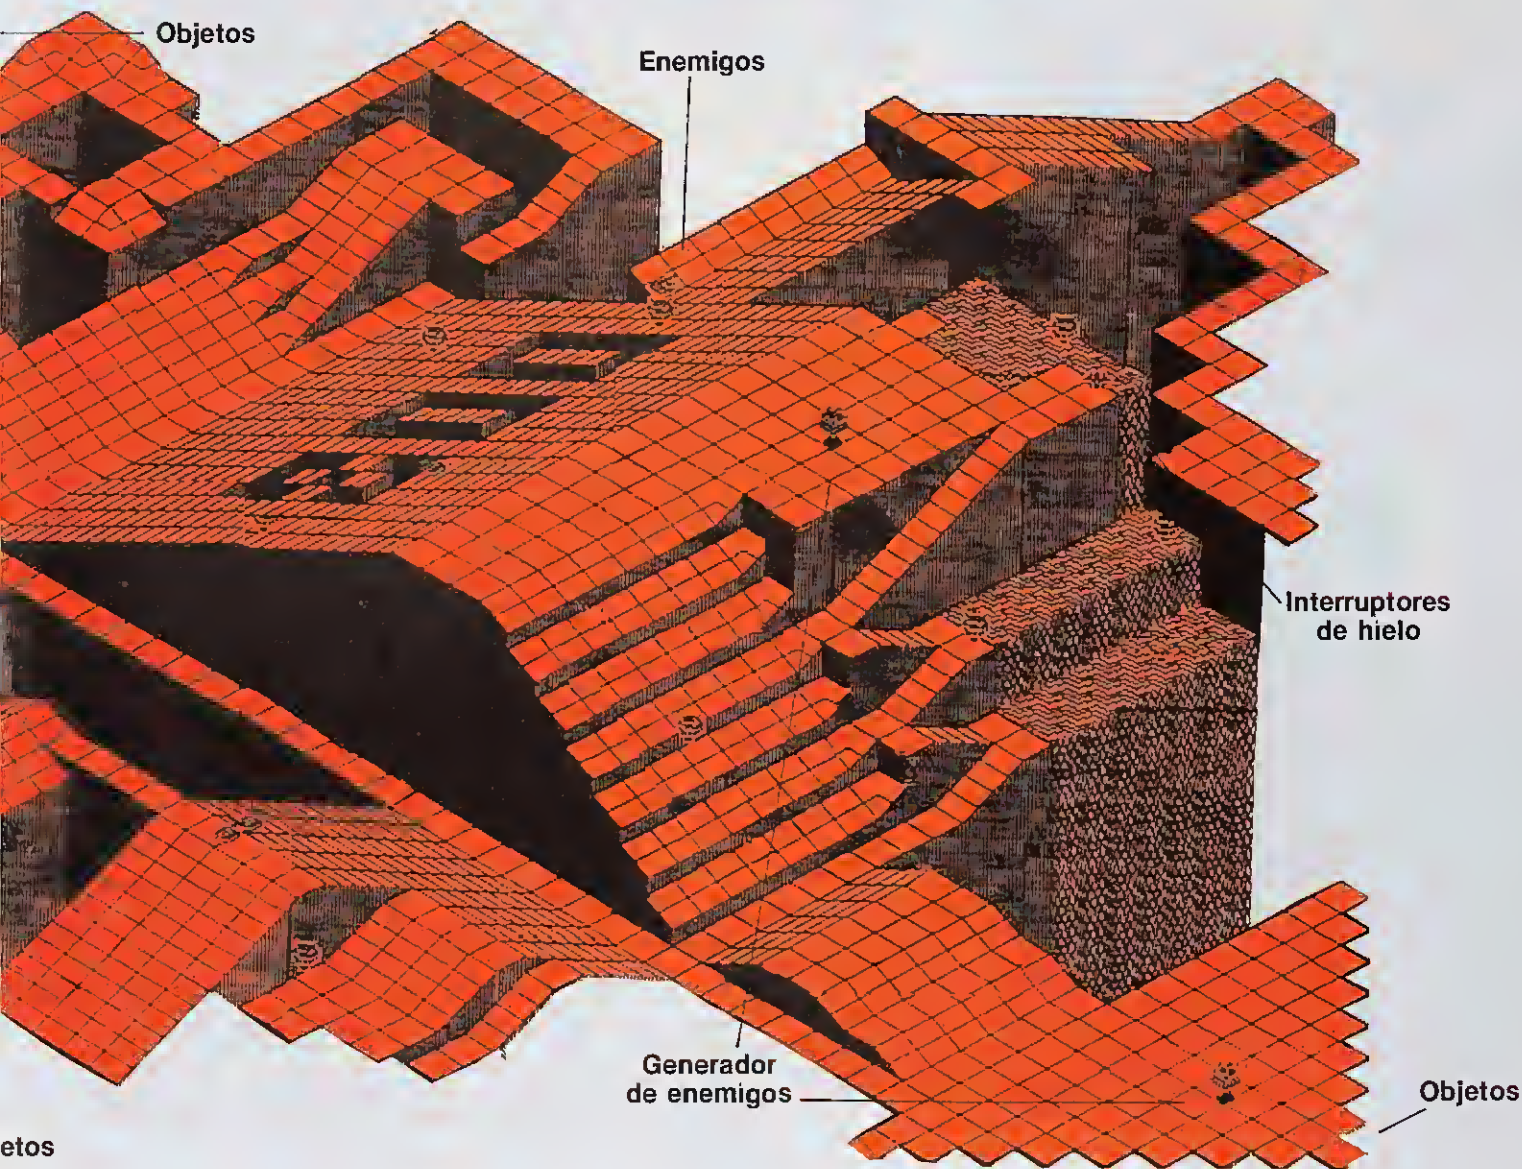 Objetos
Enemigos
Interruptores
de hielo
Generador
de enemigos
Objetos
etos